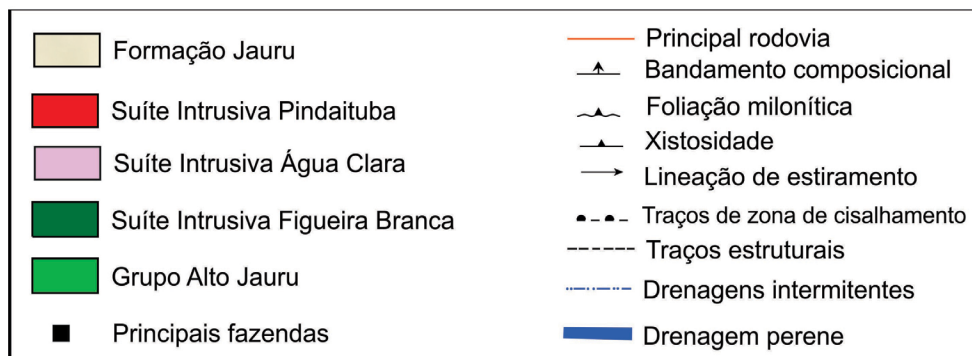 Formação Jauru
Suíte Intrusiva Pindaituba
Suíte Intrusiva Água Clara
Suíte Intrusiva Figueira Branca
Grupo Alto Jauru
Principais fazendas
Principal rodovia
Bandamento composicional
Foliação milonítica
Xistosidade
Lineação de estiramento
Traços de zona de cisalhamento
Traços estruturais
Drenagens intermitentes
Drenagem perene